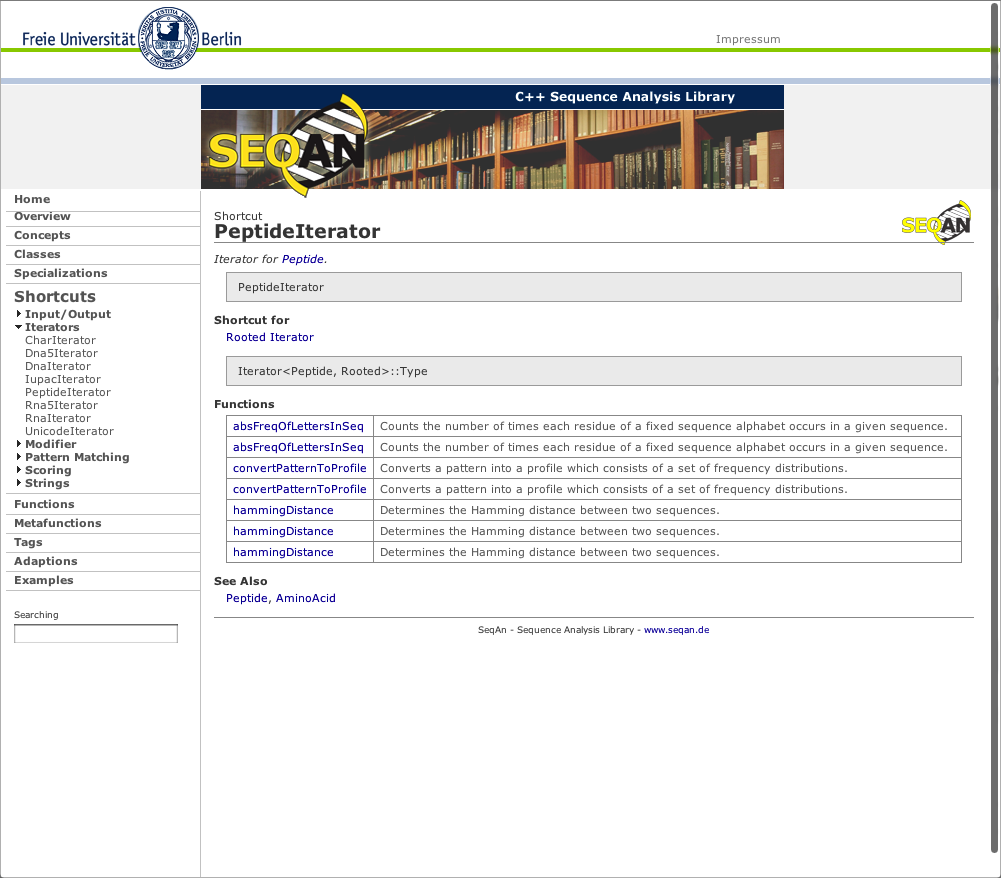 Freie Universität Berlin
Impressum
C++ Sequence Analysis Library
SEQAN
Home
Overview
Concepts
Classes
Specializations
Shortcuts
Input/Output
Iterators
CharIterator
Dna5Iterator
DnaIterator
IupacIterator
PeptideIterator
Rna5Iterator
RnaIterator
UnicodeIterator
Modifier
Pattern Matching
Scoring
Strings
Functions
Metafunctions
Tags
Adaptions
Examples
Searching
Shortcut
PeptideIterator
SEQAN
Iterator for Peptide.
PeptideIterator
Shortcut for
Rooted Iterator
Iterator<Peptide, Rooted>::Type
Functions
absFreqOfLettersInSeq Counts the number of times each residue of a fixed sequence alphabet occurs in a given sequence.
absFreqOfLettersInSeq Counts the number of times each residue of a fixed sequence alphabet occurs in a given sequence.
convertPatternToProfile Converts a pattern into a profile which consists of a set of frequency distributions.
convertPatternToProfile Converts a pattern into a profile which consists of a set of frequency distributions.
hammingDistance Determines the Hamming distance between two sequences.
hammingDistance Determines the Hamming distance between two sequences.
hammingDistance Determines the Hamming distance between two sequences.
See Also
Peptide, AminoAcid
SeqAn - Sequence Analysis Library - www.seqan.de